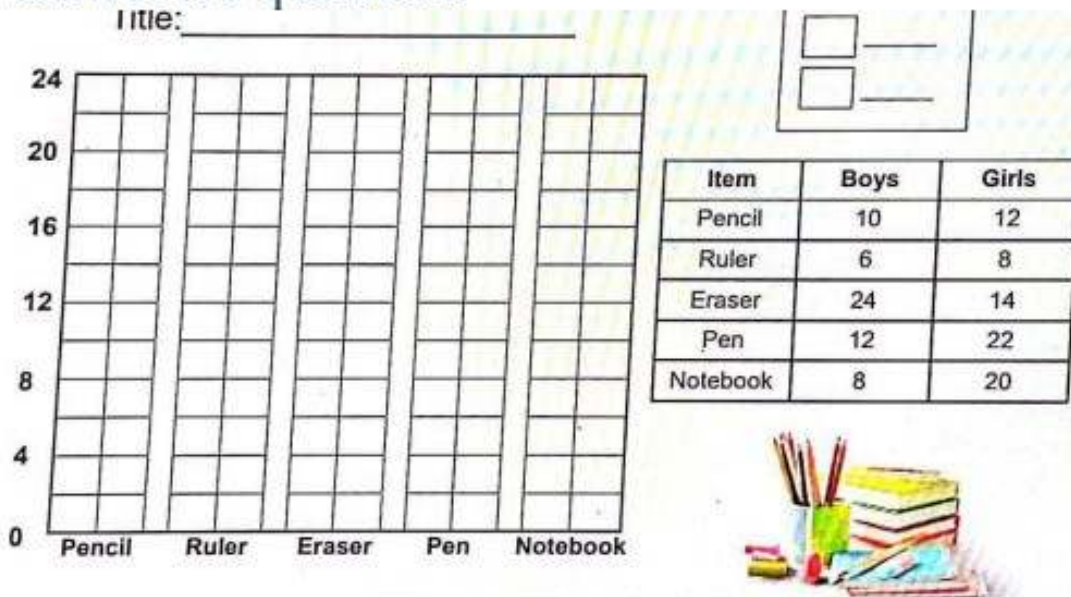 Title:
24
20
16
12
8
4
0
Pencil Ruler Eraser Pen Notebook
Item Boys Girls
Pencil 10 12
Ruler 6 8
Eraser 24 14
Pen 12 22
Notebook 8 20